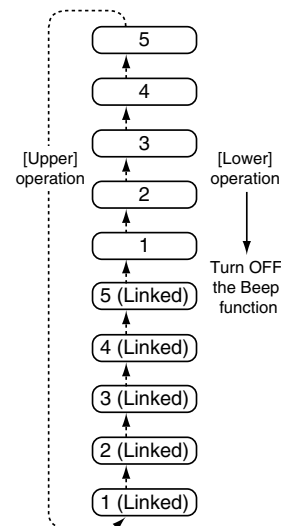 5
4
3
[Upper]
operation
[Lower]
operation
2
1
Turn OFF
the Beep
function
5 (Linked)
4 (Linked)
3 (Linked)
2 (Linked)
1 (Linked)